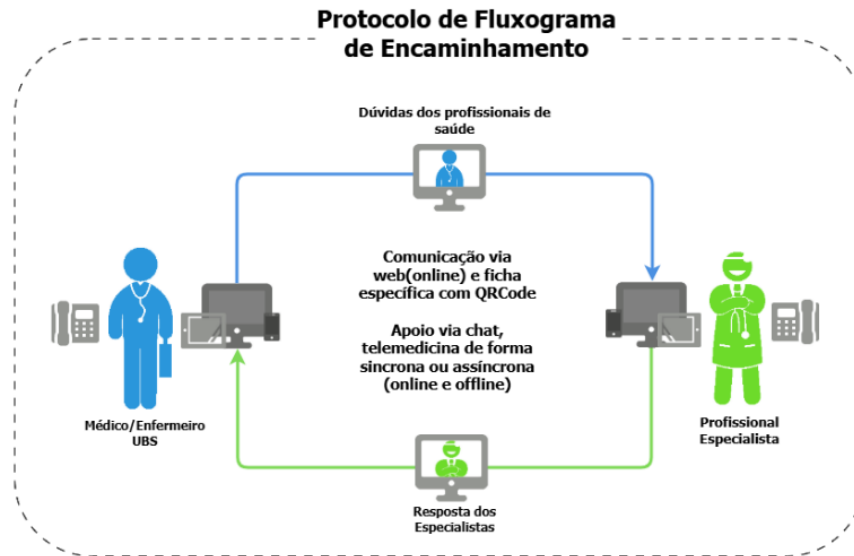 Protocolo de Fluxograma
de Encaminhamento
Dúvidas dos profissionais de
saúde
Comunicação via
web(online) e ficha
específica com QRCode
Apoio via chat,
telemedicina de forma
sincrona ou assíncrona
(online e offline)
Médico/Enfermeiro
UBS
Profissional
Especialista
Resposta dos
Especialistas